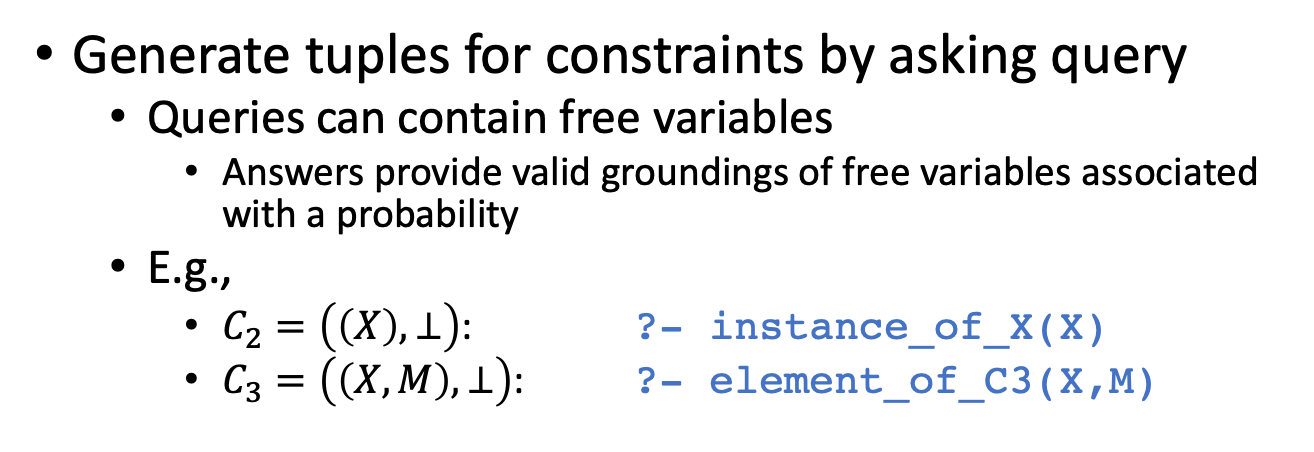 • Generate tuples for constraints by asking query
• Queries can contain free variables
• Answers provide valid groundings of free variables associated
with a probability
• E.g.,
• C₂ = ((X), ⊥): ?- instance_of_X(X)
• C₃ = ((X, M), ⊥): ?- element_of_C3(X,M)